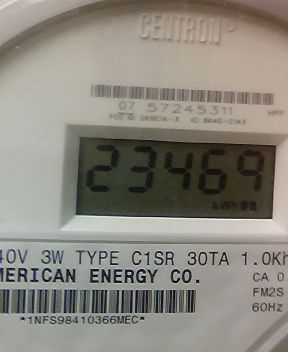 CENTRON®
07 57245311
HPP
23469
kWh
40V 3W TYPE C1SR 30TA 1.0Kh
MERICAN ENERGY CO.
CA 0
FM2S
60Hz
*1NFS98410366MEC*